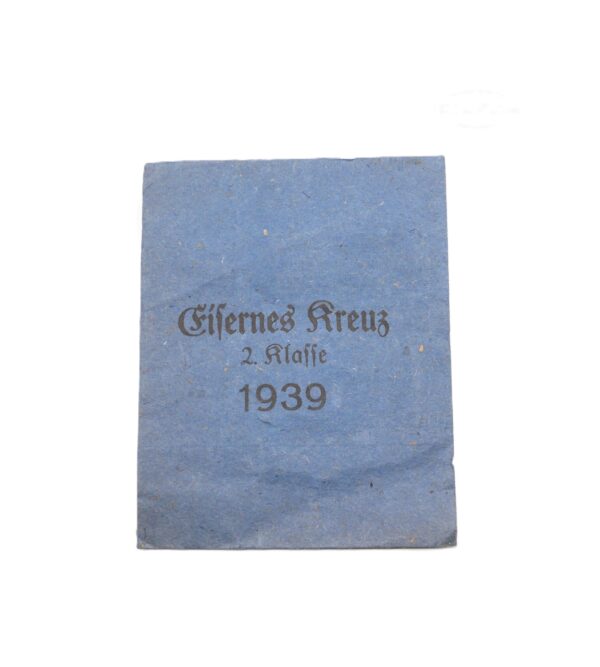 Eisernes Kreuz
2. Klasse
1939